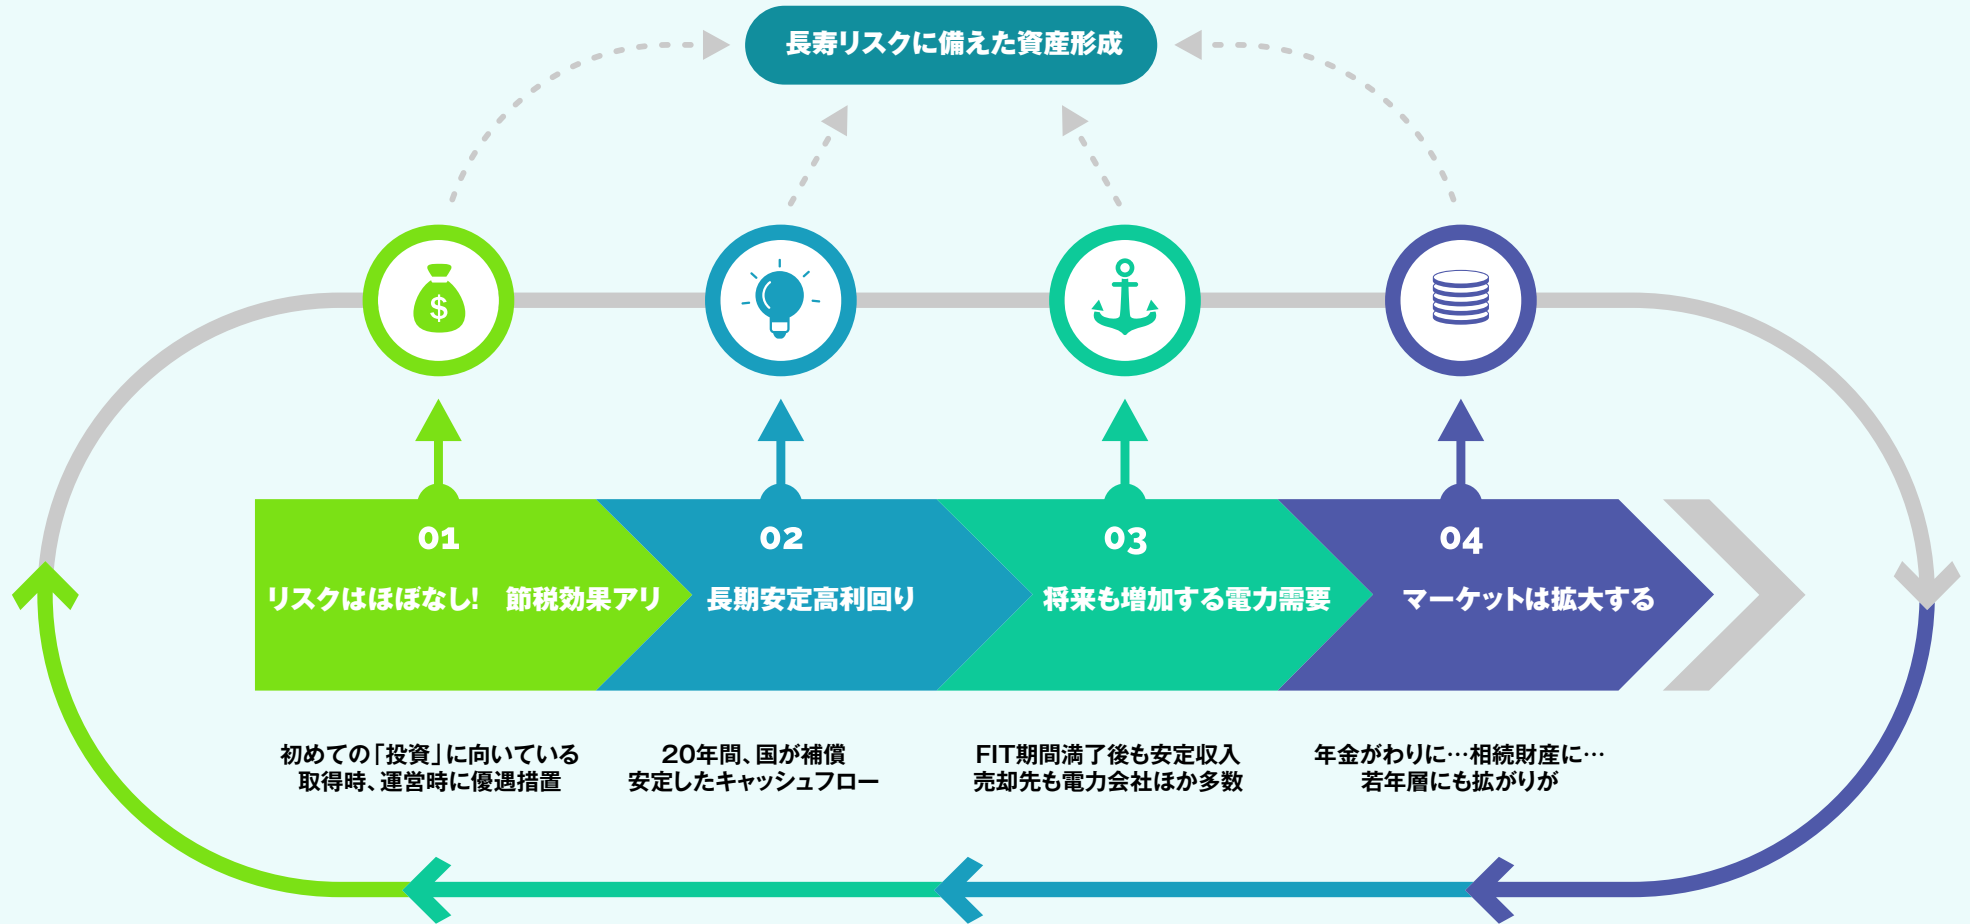 長寿リスクに備えた資産形成
$
01
リスクはほぼなし！　節税効果アリ
02
長期安定高利回り
03
将来も増加する電力需要
04
マーケットは拡大する
初めての「投資」に向いている
取得時、運営時に優遇措置
20年間、国が補償
安定したキャッシュフロー
FIT期間満了後も安定収入
売却先も電力会社ほか多数
年金がわりに…相続財産に…
若年層にも拡がりが